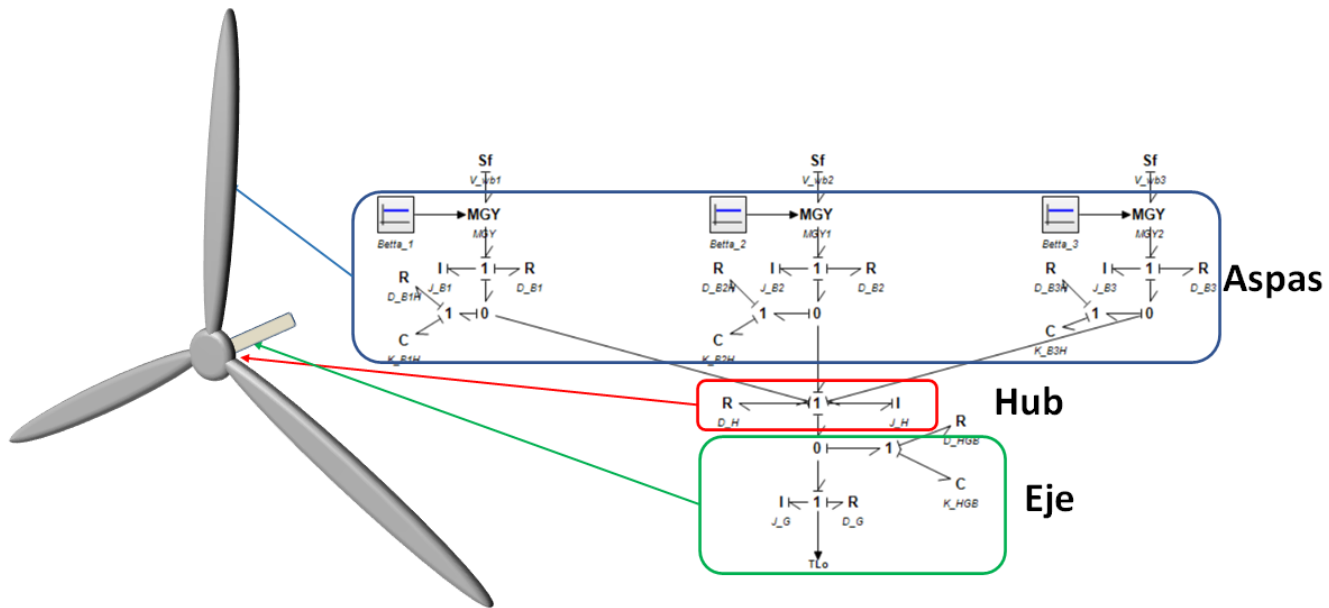 Sf Sf Sf
V_wb1 V_wb2 V_wb3
MGY MGY MGY
MGY MGY1 MGY2
Betta_1 Betta_2 Betta_3
R I 1 R R I 1 R R I 1 R
D_B1H J_B1 D_B1 D_B2H J_B2 D_B2 D_B3H J_B3 D_B3
Aspas
1 0 1 0 1 0
C C C
K_B1H K_B2H K_B3H
R 1 I
D_H J_H
Hub
R
D_HGB
0 1
C
K_HGB
Eje
I 1 R
J_G D_G
TLo